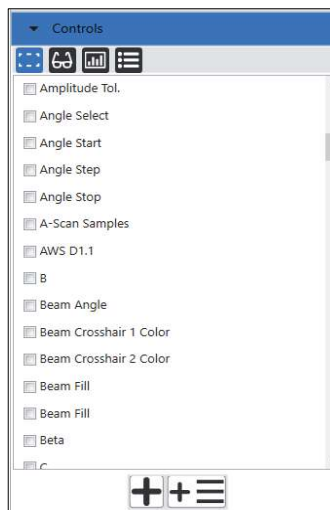 Controls
Amplitude Tol.
Angle Select
Angle Start
Angle Step
Angle Stop
A-Scan Samples
AWS D1.1
B
Beam Angle
Beam Crosshair 1 Color
Beam Crosshair 2 Color
Beam Fill
Beam Fill
Beta
C